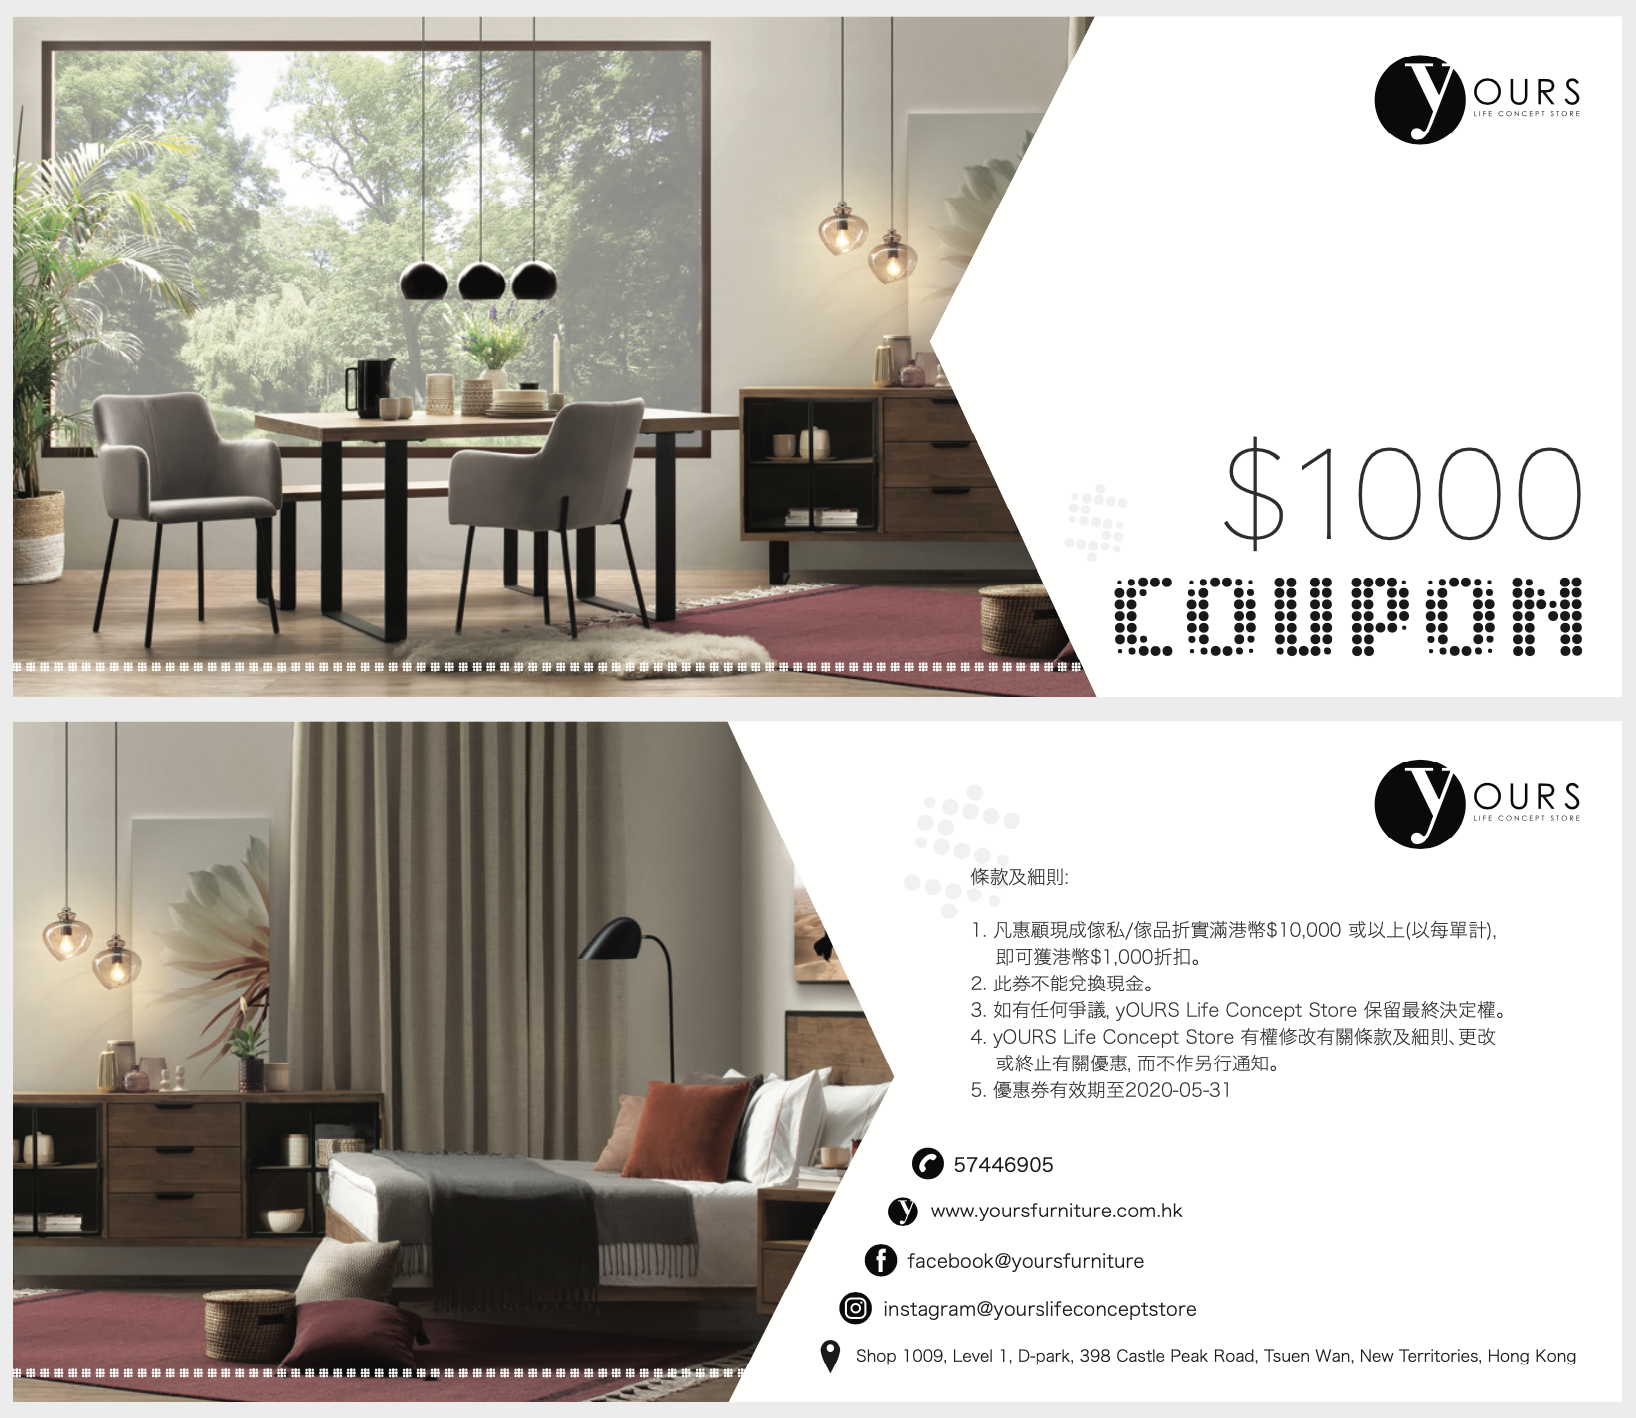 yOURS
LIFE CONCEPT STORE
$1000
COUPON
yOURS
LIFE CONCEPT STORE
條款及細則:
1. 凡惠顧現成傢私/傢品折實滿港幣$10,000 或以上(以每單計),
即可獲港幣$1,000折扣。
2. 此券不能兌換現金。
3. 如有任何爭議, yOURS Life Concept Store 保留最終決定權。
4. yOURS Life Concept Store 有權修改有關條款及細則、更改
或終止有關優惠, 而不作另行通知。
5. 優惠券有效期至2020-05-31
57446905
y www.yoursfurniture.com.hk
facebook@yoursfurniture
instagram@yourslifeconceptstore
Shop 1009, Level 1, D-park, 398 Castle Peak Road, Tsuen Wan, New Territories, Hong Kong